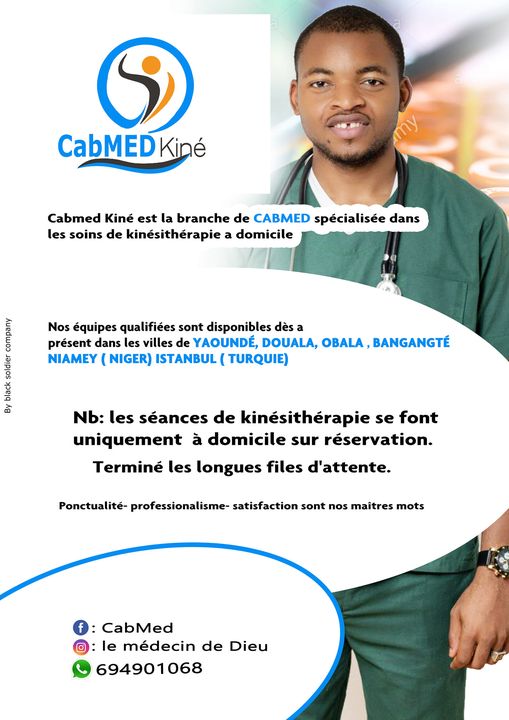 CabMED Kiné
Cabmed Kiné est la branche de CABMED spécialisée dans
les soins de kinésithérapie a domicile
Nos équipes qualifiées sont disponibles dès a
présent dans les villes de YAOUNDÉ, DOUALA, OBALA , BANGANGTÉ
NIAMEY ( NIGER) ISTANBUL ( TURQUIE)
By black soldier company
Nb: les séances de kinésithérapie se font
uniquement à domicile sur réservation.
Terminé les longues files d'attente.
Ponctualité- professionalisme- satisfaction sont nos maîtres mots
: CabMed
: le médecin de Dieu
694901068